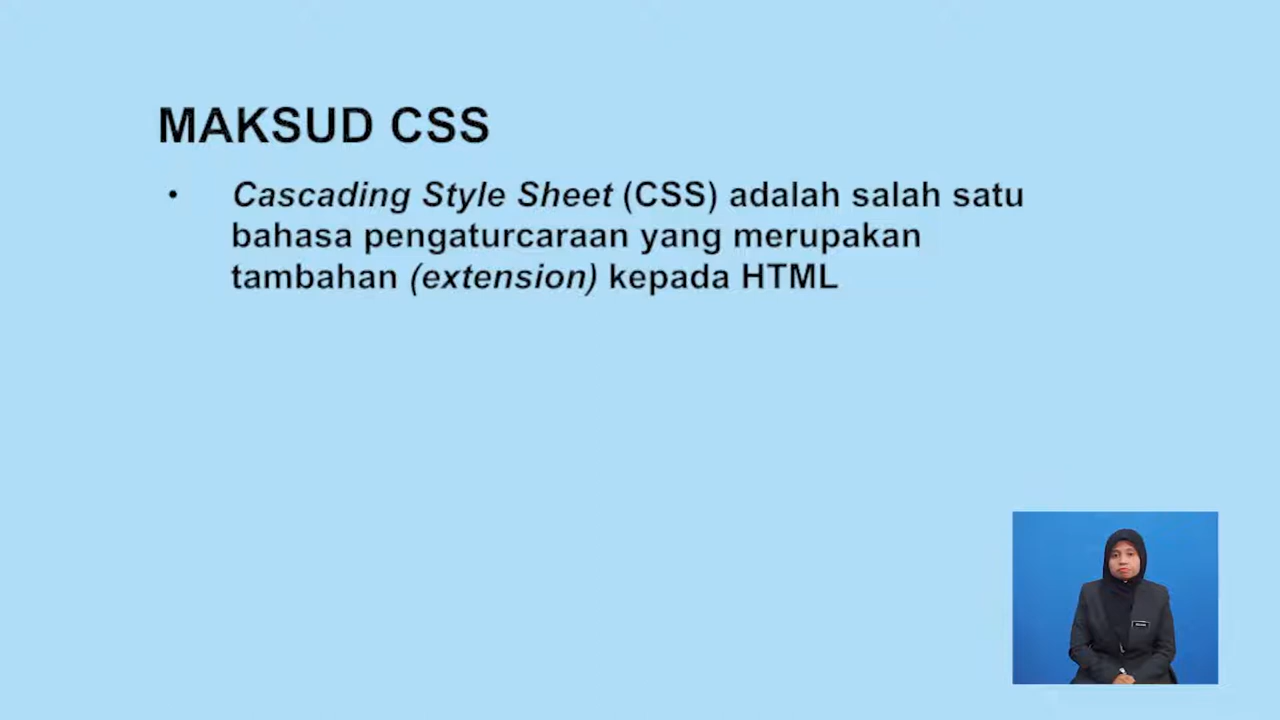 MAKSUD CSS
• Cascading Style Sheet (CSS) adalah salah satu
bahasa pengaturcaraan yang merupakan
tambahan (extension) kepada HTML